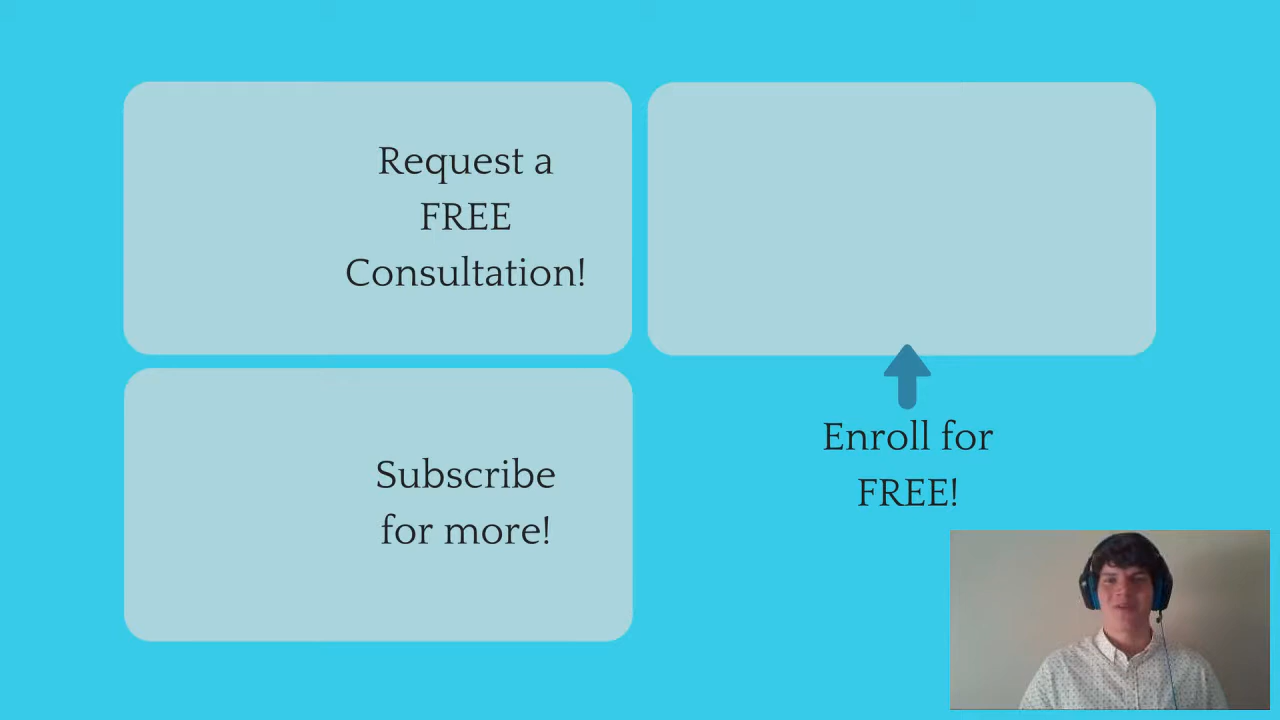 Request a
FREE
Consultation!
Enroll for
FREE!
Subscribe
for more!